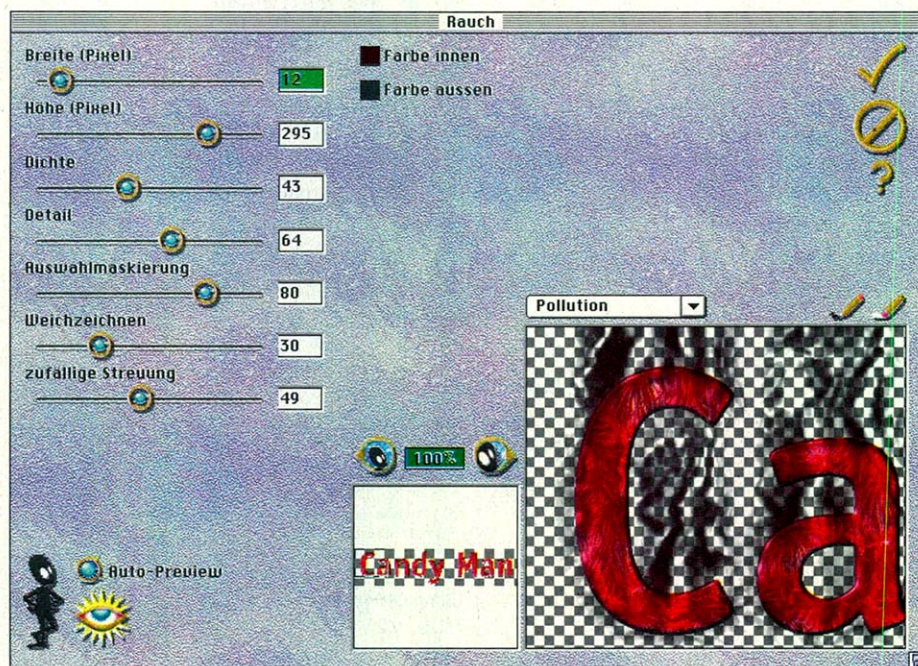 Rauch
Breite (Pixel)
12
Höhe (Pixel)
295
Dichte
43
Detail
64
Auswahlmaskierung
80
Weichzeichnen
30
zufällige Streuung
49
Farbe innen
Farbe aussen
?
Pollution
100%
Candy Man
Auto-Preview
Ca